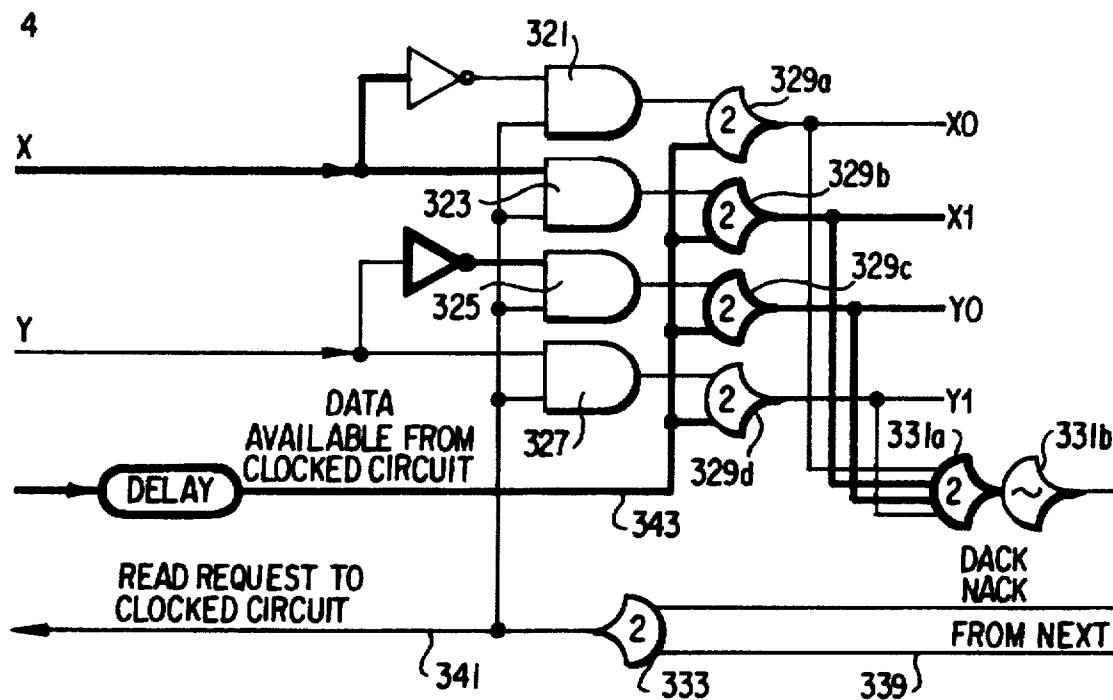 4
321
329a
2
X0
X
323
329b
2
X1
325
329c
2
Y0
Y
327
329d
2
Y1
DATA
AVAILABLE FROM
CLOCKED CIRCUIT
331a
331b
2
~
DELAY
343
READ REQUEST TO
CLOCKED CIRCUIT
DACK
NACK
2
FROM NEXT
341
333
339